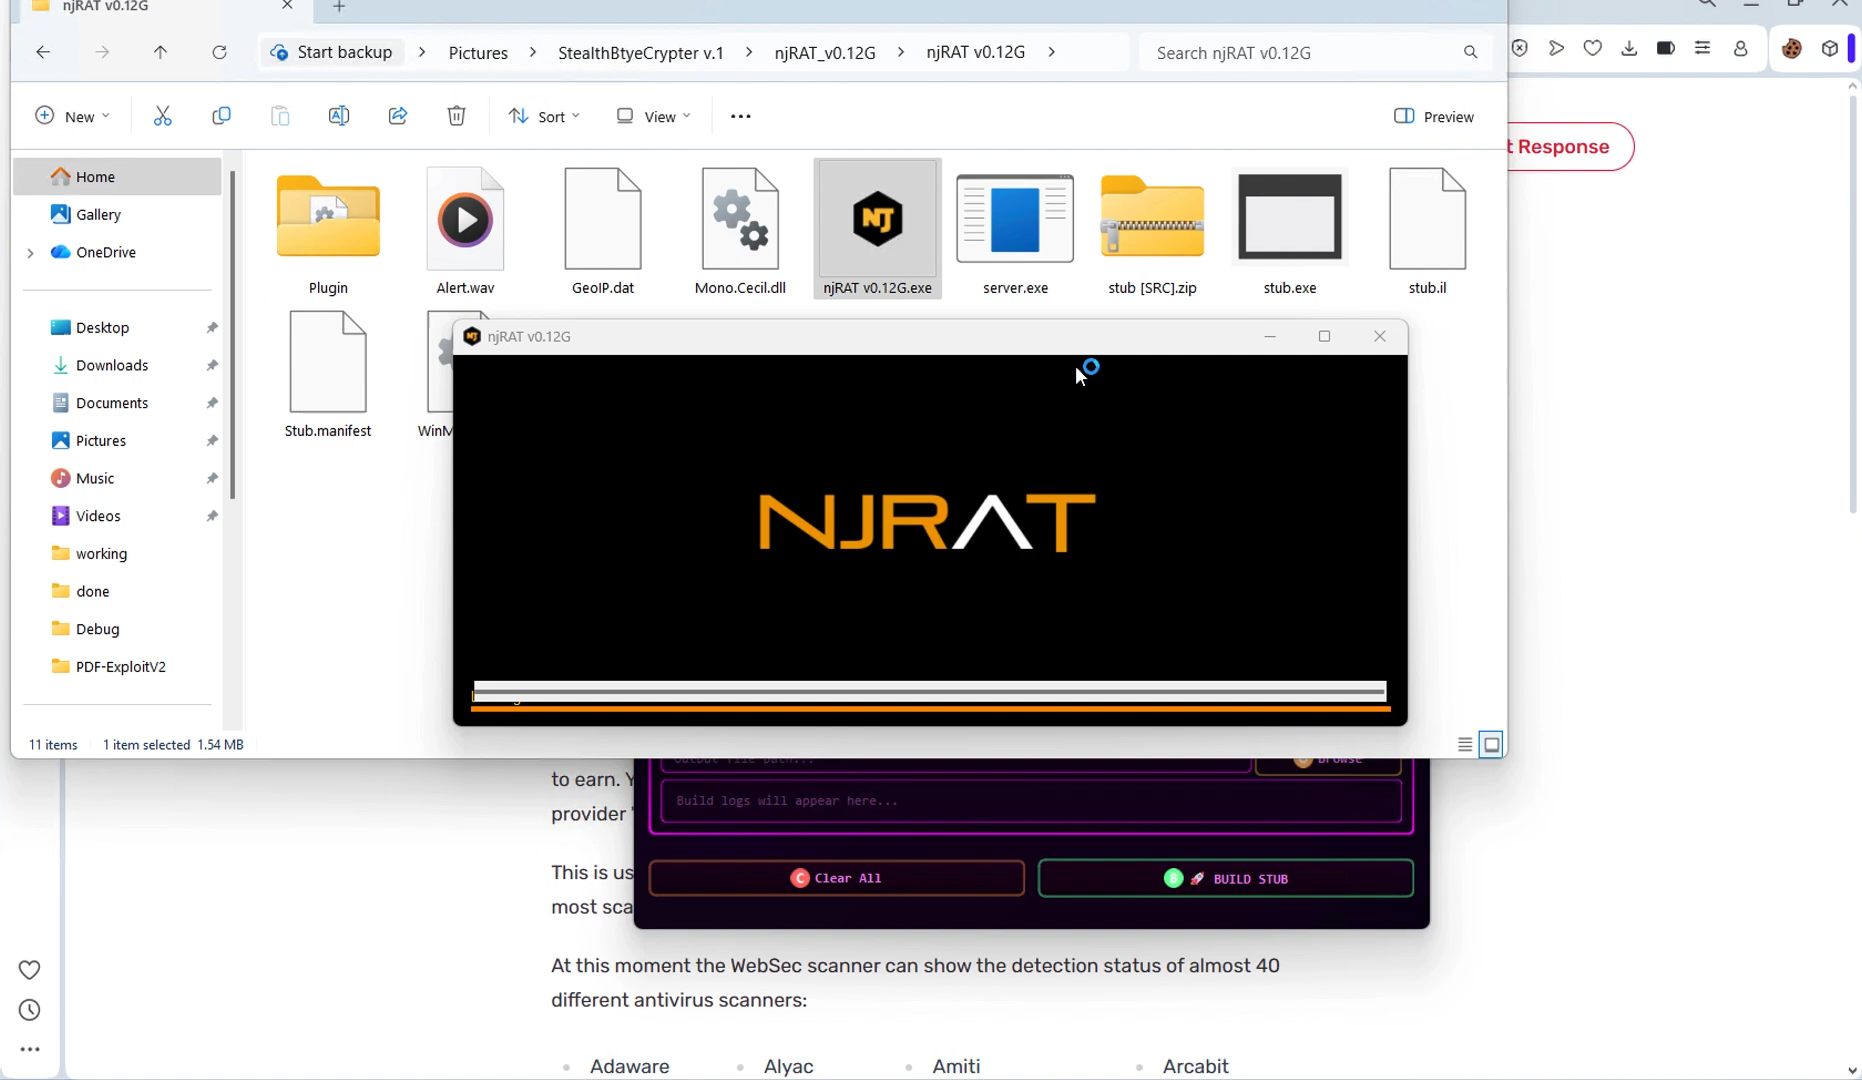 njRAT v0.12G
Start backup > Pictures > StealthBtyeCrypter v.1 > njRAT_v0.12G > njRAT v0.12G >
Search njRAT v0.12G
New
Sort
View
Preview
t Response
Home
Gallery
OneDrive
Desktop
Downloads
Documents
Pictures
Music
Videos
working
done
Debug
PDF-ExploitV2
Plugin
Alert.wav
GeoIP.dat
Mono.Cecil.dll
njRAT v0.12G.exe
server.exe
stub [SRC].zip
stub.exe
stub.il
Stub.manifest
WinM
njRAT v0.12G
NJRAT
11 items
1 item selected 1.54 MB
to earn. Y
provider
Output file path...
Browse
Build logs will appear here...
This is us
most sca
C Clear All
B BUILD STUB
At this moment the WebSec scanner can show the detection status of almost 40
different antivirus scanners:
Adaware
Alyac
Amiti
Arcabit